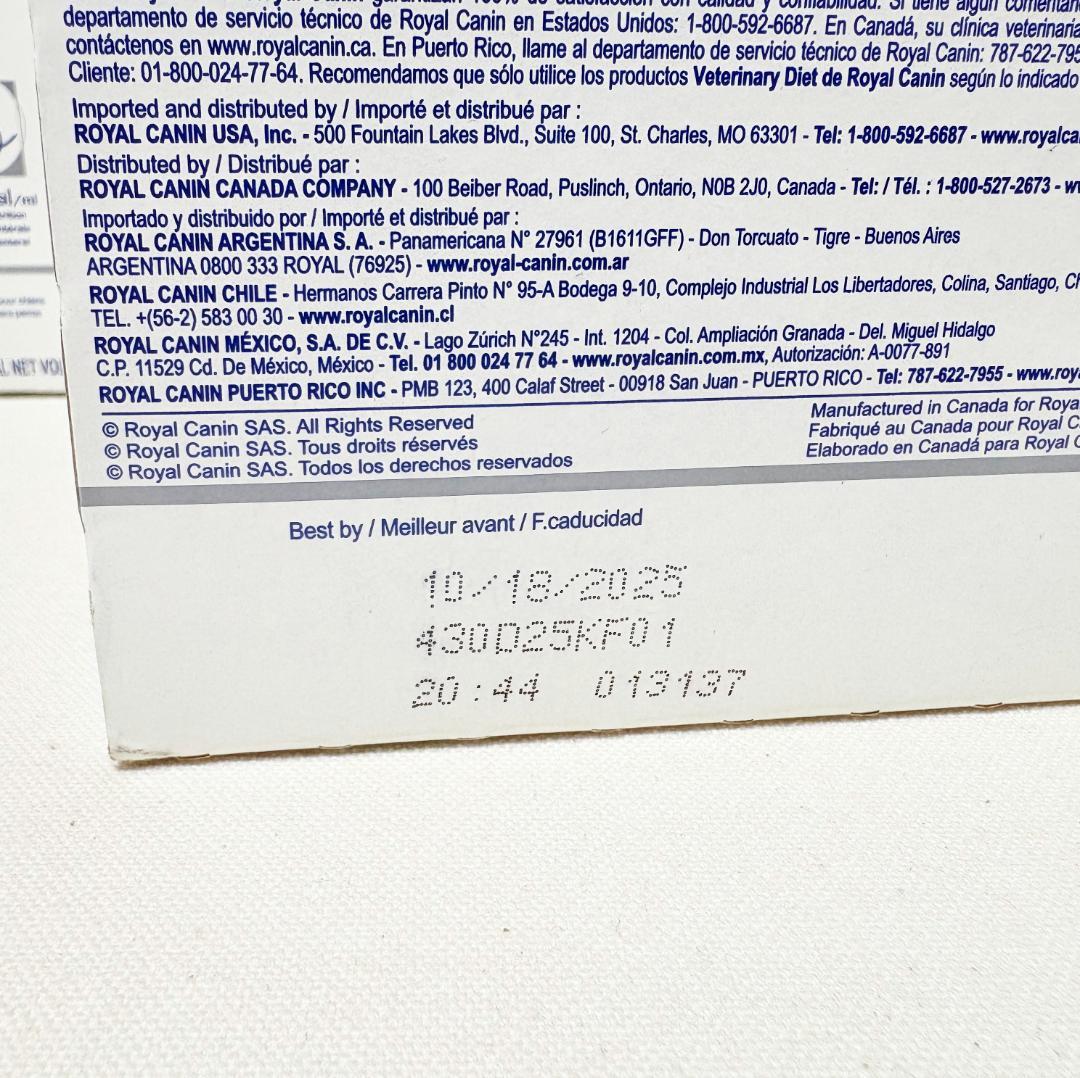 departamento de servicio técnico de Royal Canin en Estados Unidos: 1-800-592-6687. En Canadá, su clínica veterinaria
contáctenos en www.royalcanin.ca. En Puerto Rico, llame al departamento de servicio técnico de Royal Canin: 787-622-795
Cliente: 01-800-024-77-64. Recomendamos que sólo utilice los productos Veterinary Diet de Royal Canin según lo indicado
Imported and distributed by / Importé et distribué par :
ROYAL CANIN USA, Inc. - 500 Fountain Lakes Blvd., Suite 100, St. Charles, MO 63301 - Tel: 1-800-592-6687 - www.royalca
Distributed by / Distribué par :
ROYAL CANIN CANADA COMPANY - 100 Beiber Road, Puslinch, Ontario, N0B 2J0, Canada - Tel: / Tél. : 1-800-527-2673 - w
Importado y distribuido por / Importé et distribué par :
ROYAL CANIN ARGENTINA S. A. - Panamericana N° 27961 (B1611GFF) - Don Torcuato - Tigre - Buenos Aires
ARGENTINA 0800 333 ROYAL (76925) - www.royal-canin.com.ar
ROYAL CANIN CHILE - Hermanos Carrera Pinto N° 95-A Bodega 9-10, Complejo Industrial Los Libertadores, Colina, Santiago, Ch
TEL. +(56-2) 583 00 30 - www.royalcanin.cl
ROYAL CANIN MÉXICO, S.A. DE C.V. - Lago Zúrich N°245 - Int. 1204 - Col. Ampliación Granada - Del. Miguel Hidalgo
C.P. 11529 Cd. De México, México - Tel. 01 800 024 77 64 - www.royalcanin.com.mx, Autorización: A-0077-891
ROYAL CANIN PUERTO RICO INC - PMB 123, 400 Calaf Street - 00918 San Juan - PUERTO RICO - Tel: 787-622-7955 - www.roy
© Royal Canin SAS. All Rights Reserved
© Royal Canin SAS. Tous droits réservés
© Royal Canin SAS. Todos los derechos reservados
Manufactured in Canada for Roya
Fabriqué au Canada pour Royal C
Elaborado en Canadá para Royal C
Best by / Meilleur avant / F.caducidad
10/18/2025
430D25KF01
20:44 013137